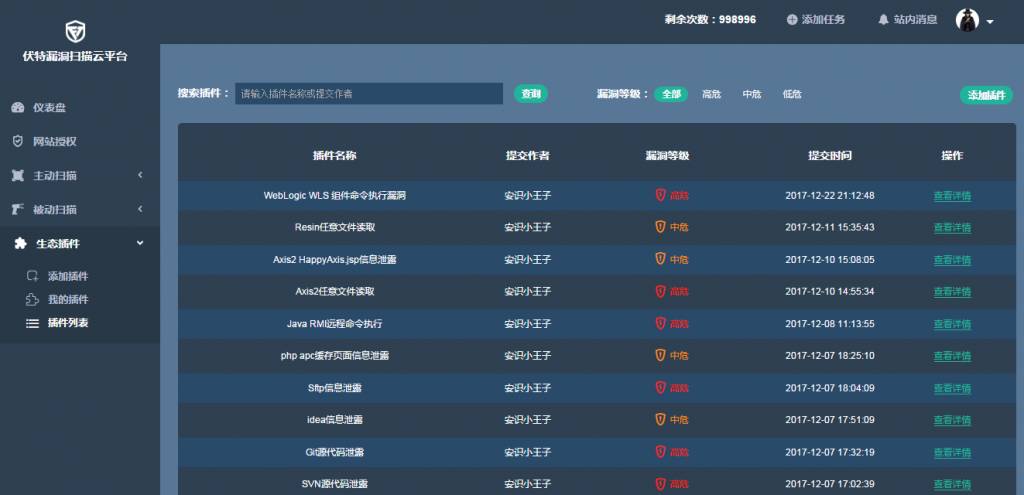 剩余次数：998996 添加任务 站内消息
伏特漏洞扫描云平台
仪表盘
网站授权
主动扫描
被动扫描
生态插件
添加插件
我的插件
插件列表
搜索插件： 请输入插件名称或提交作者 查询 漏洞等级： 全部 高危 中危 低危 添加插件
插件名称 提交作者 漏洞等级 提交时间 操作
WebLogic WLS 组件命令执行漏洞 安识小王子 高危 2017-12-22 21:12:48 查看详情
Resin任意文件读取 安识小王子 中危 2017-12-11 15:35:43 查看详情
Axis2 HappyAxis.jsp信息泄露 安识小王子 中危 2017-12-10 15:08:05 查看详情
Axis2任意文件读取 安识小王子 高危 2017-12-10 14:55:34 查看详情
Java RMI远程命令执行 安识小王子 高危 2017-12-08 11:13:55 查看详情
php apc缓存页面信息泄露 安识小王子 中危 2017-12-07 18:25:10 查看详情
Sftp信息泄露 安识小王子 高危 2017-12-07 18:04:09 查看详情
idea信息泄露 安识小王子 中危 2017-12-07 17:51:09 查看详情
Git源代码泄露 安识小王子 高危 2017-12-07 17:32:19 查看详情
SVN源代码泄露 安识小王子 高危 2017-12-07 17:02:39 查看详情